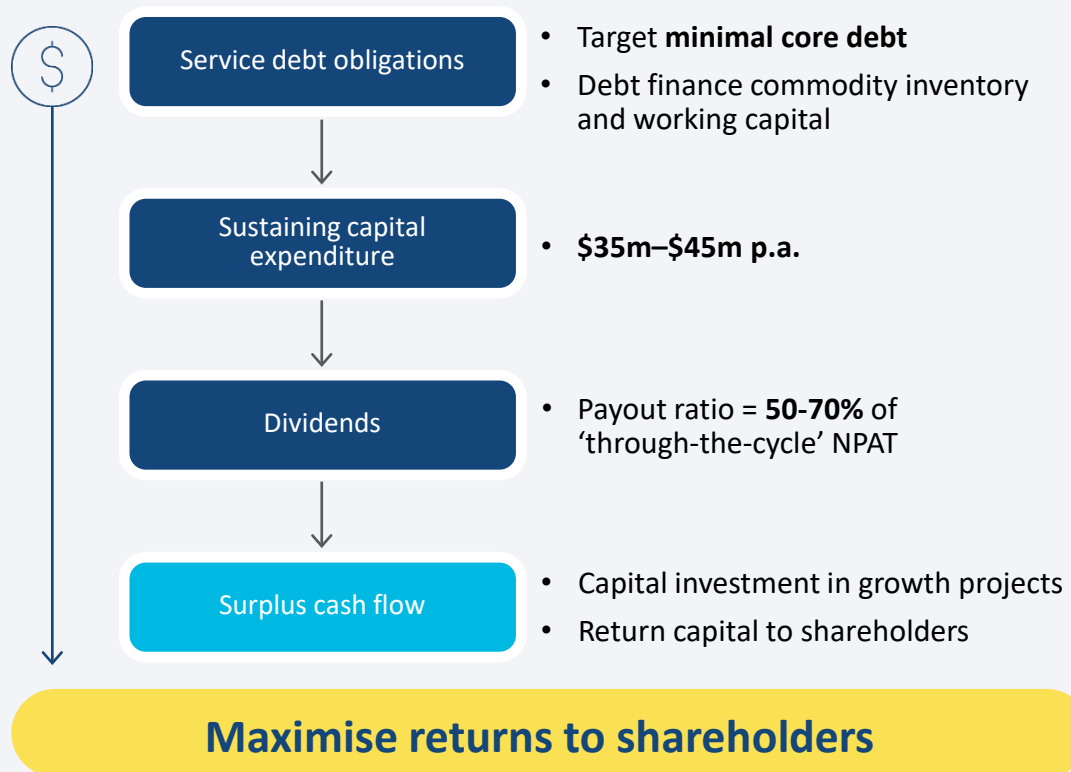 $
Service debt obligations
• Target minimal core debt
• Debt finance commodity inventory
and working capital
Sustaining capital
expenditure
• $35m–$45m p.a.
Dividends
• Payout ratio = 50-70% of
‘through-the-cycle’ NPAT
Surplus cash flow
• Capital investment in growth projects
• Return capital to shareholders
Maximise returns to shareholders